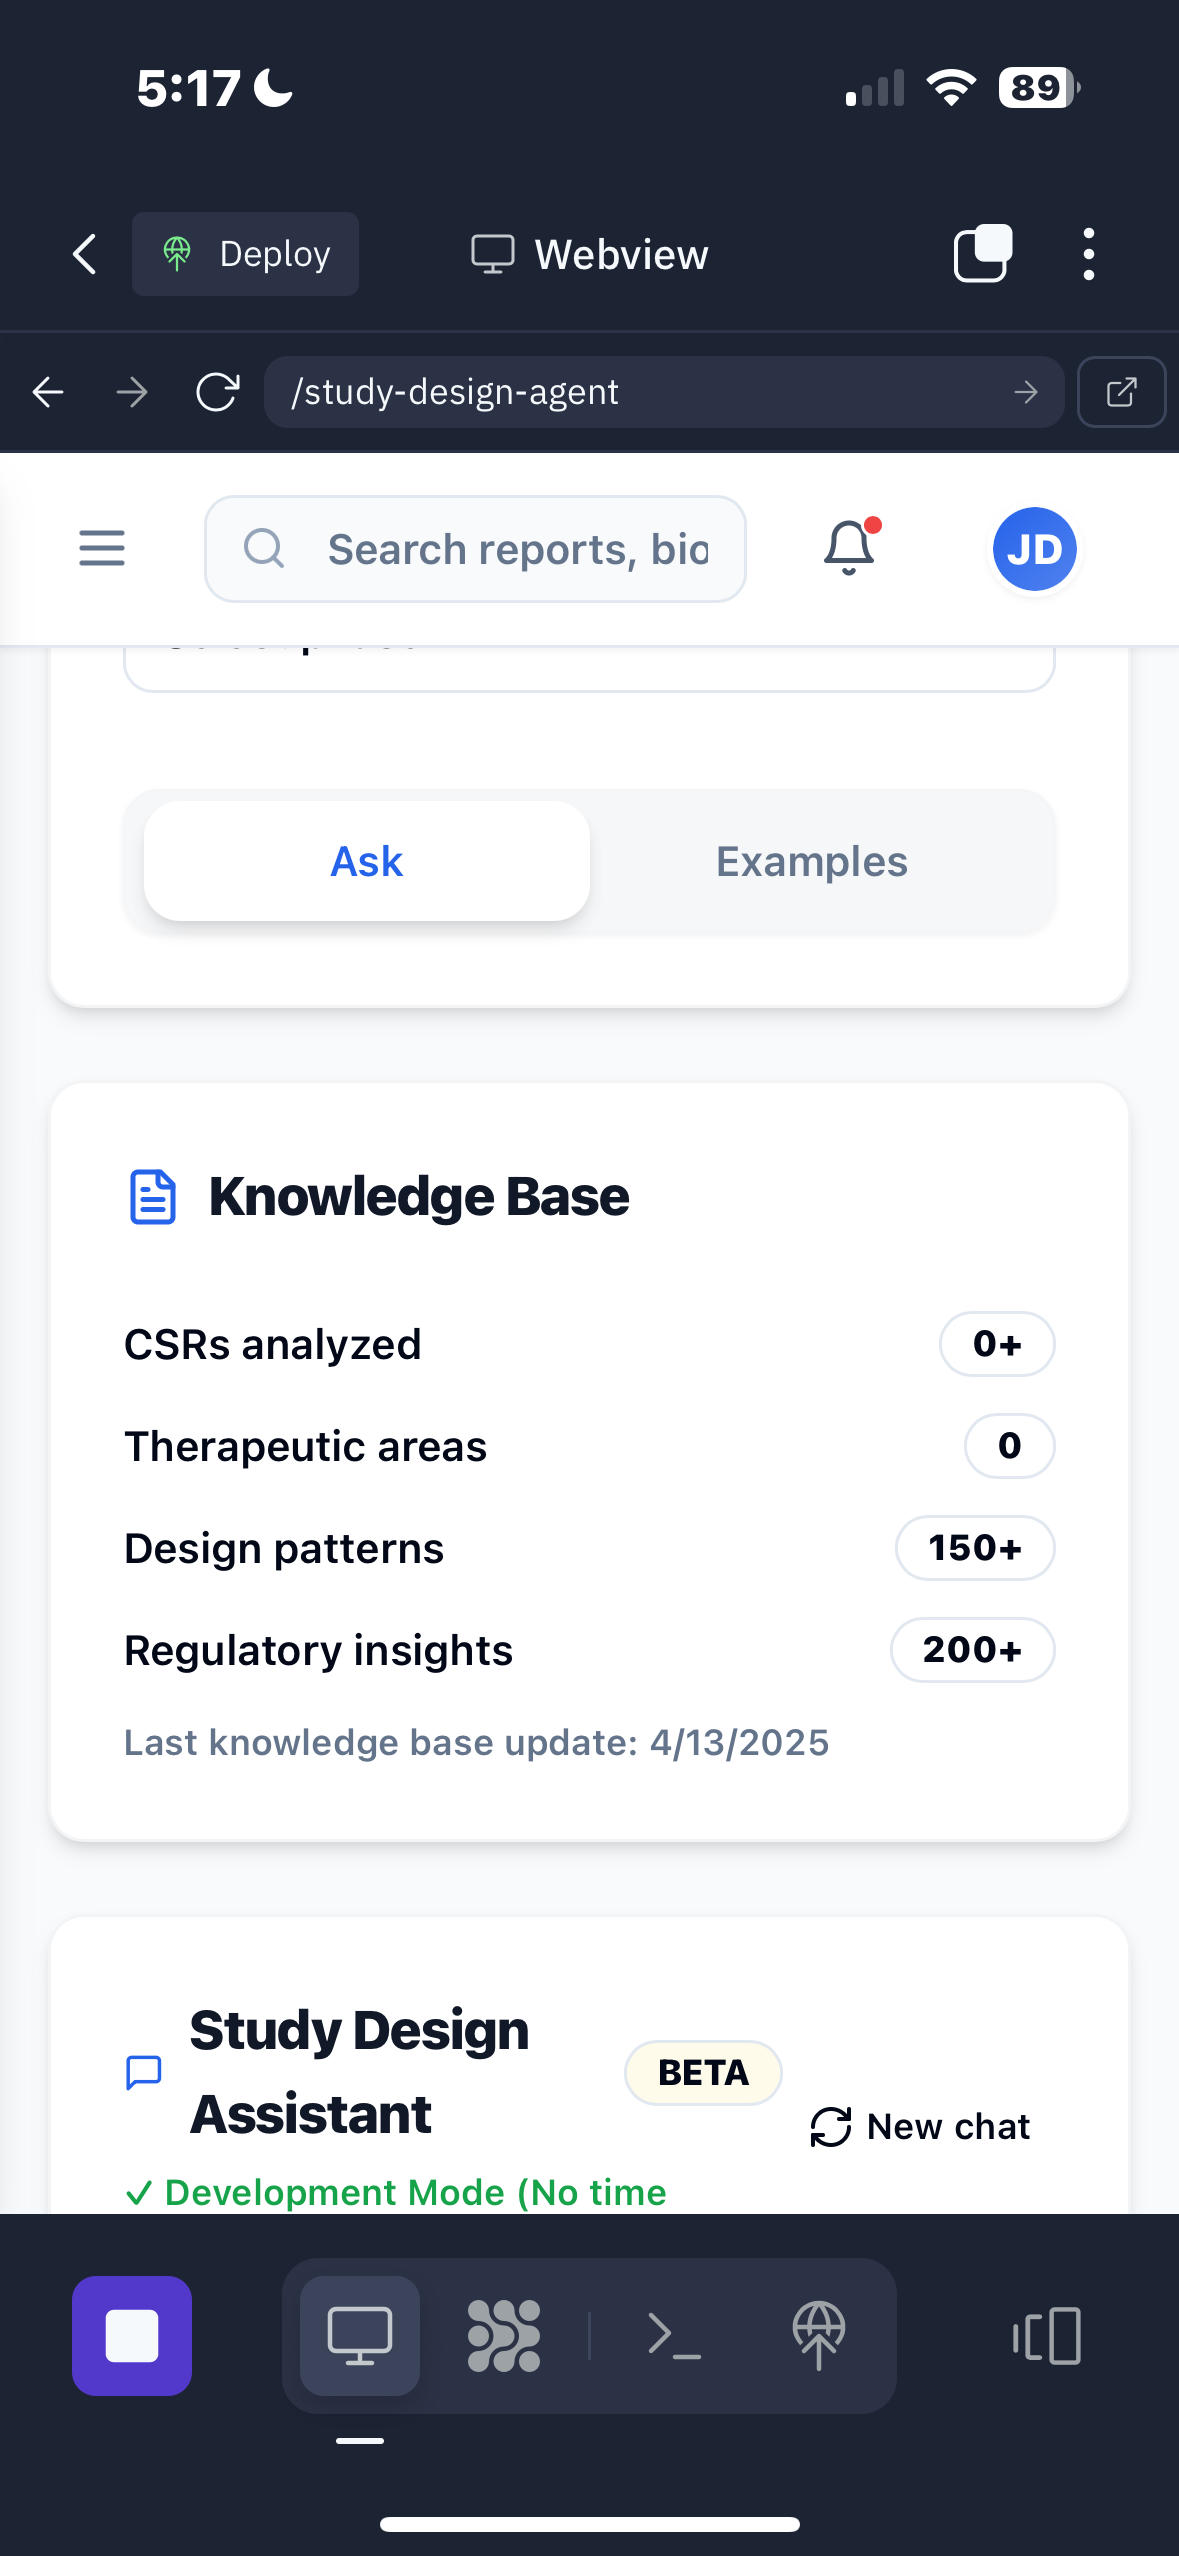 5:17
89
Deploy
Webview
/study-design-agent
Search reports, bio
JD
Ask
Examples
Knowledge Base
CSRs analyzed
0+
Therapeutic areas
0
Design patterns
150+
Regulatory insights
200+
Last knowledge base update: 4/13/2025
Study Design
Assistant
BETA
New chat
✓ Development Mode (No time